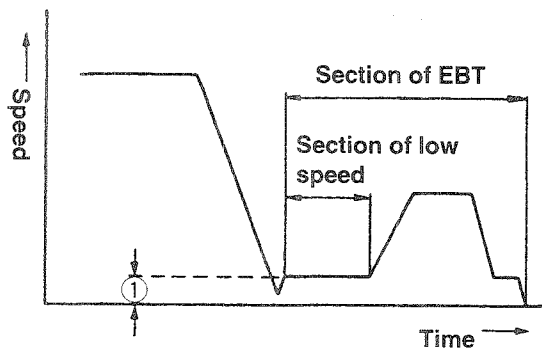 Speed
Section of EBT
Section of low
speed
1
Time